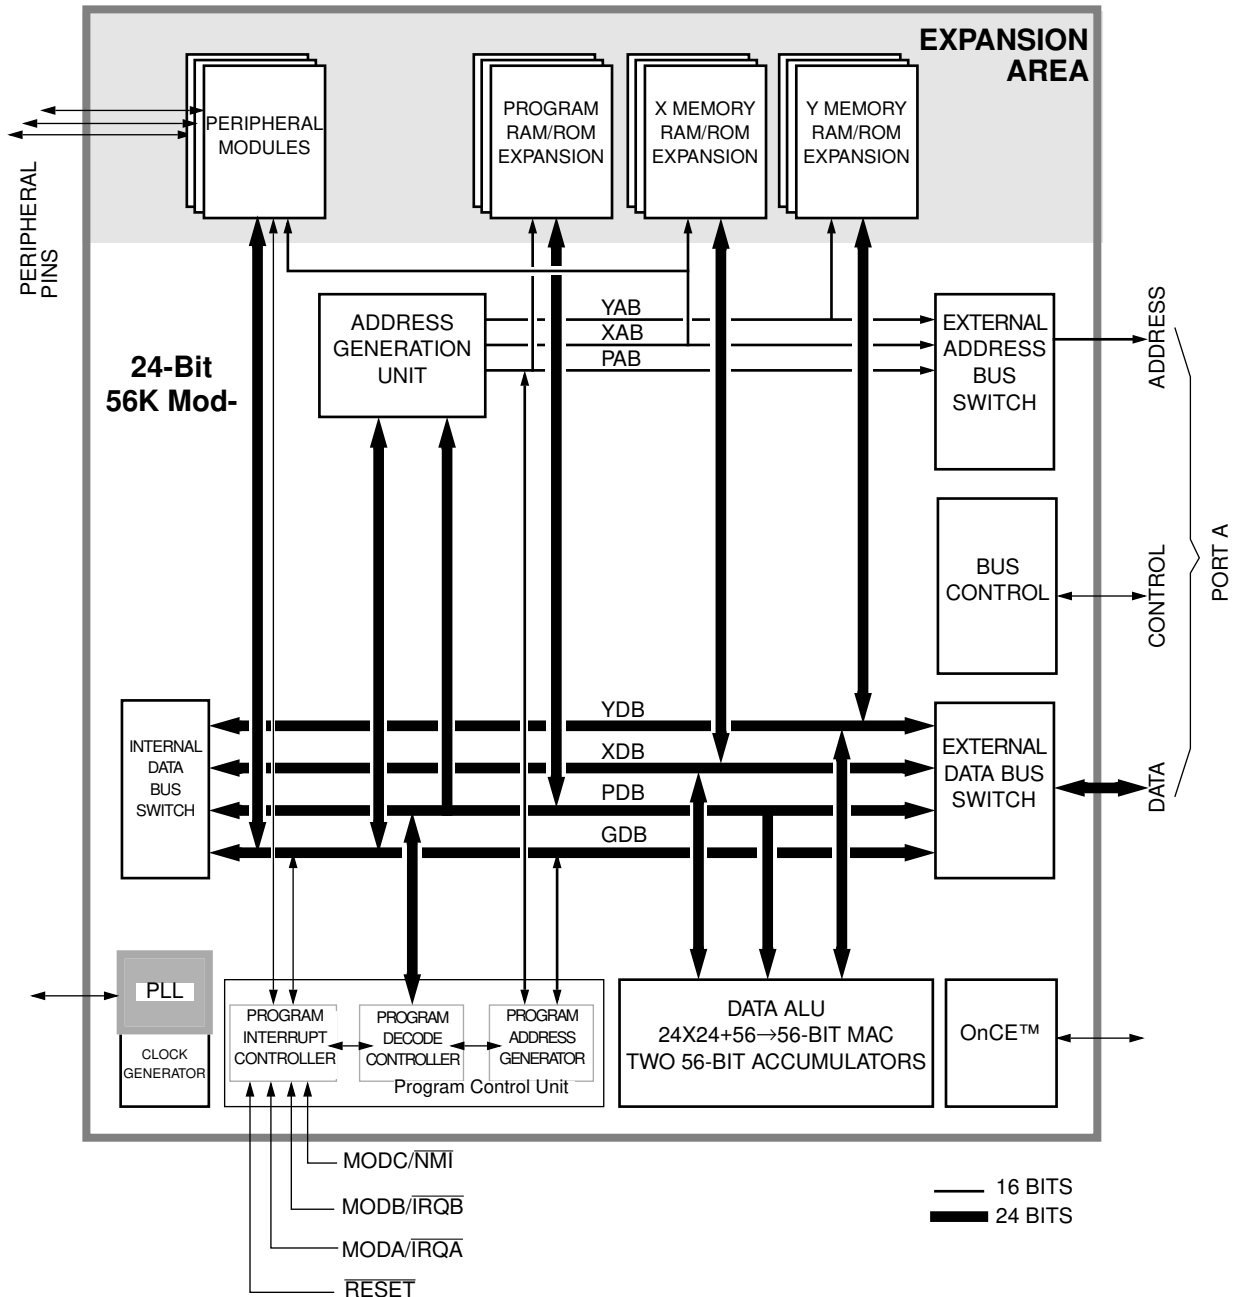 EXPANSION
AREA
PERIPHERAL
MODULES
PROGRAM
RAM/ROM
EXPANSION
X MEMORY
RAM/ROM
EXPANSION
Y MEMORY
RAM/ROM
EXPANSION
PERIPHERAL
PINS
24-Bit
56K Mod-
ADDRESS
GENERATION
UNIT
YAB
XAB
PAB
EXTERNAL
ADDRESS
BUS
SWITCH
ADDRESS
BUS
CONTROL
CONTROL
PORT A
INTERNAL
DATA
BUS
SWITCH
YDB
XDB
PDB
GDB
EXTERNAL
DATA BUS
SWITCH
DATA
PLL
CLOCK
GENERATOR
PROGRAM
INTERRUPT
CONTROLLER
PROGRAM
DECODE
CONTROLLER
PROGRAM
ADDRESS
GENERATOR
Program Control Unit
DATA ALU
24X24+56→56-BIT MAC
TWO 56-BIT ACCUMULATORS
OnCE™
MODC/NMI
MODB/IRQB
MODA/IRQA
RESET
16 BITS
24 BITS